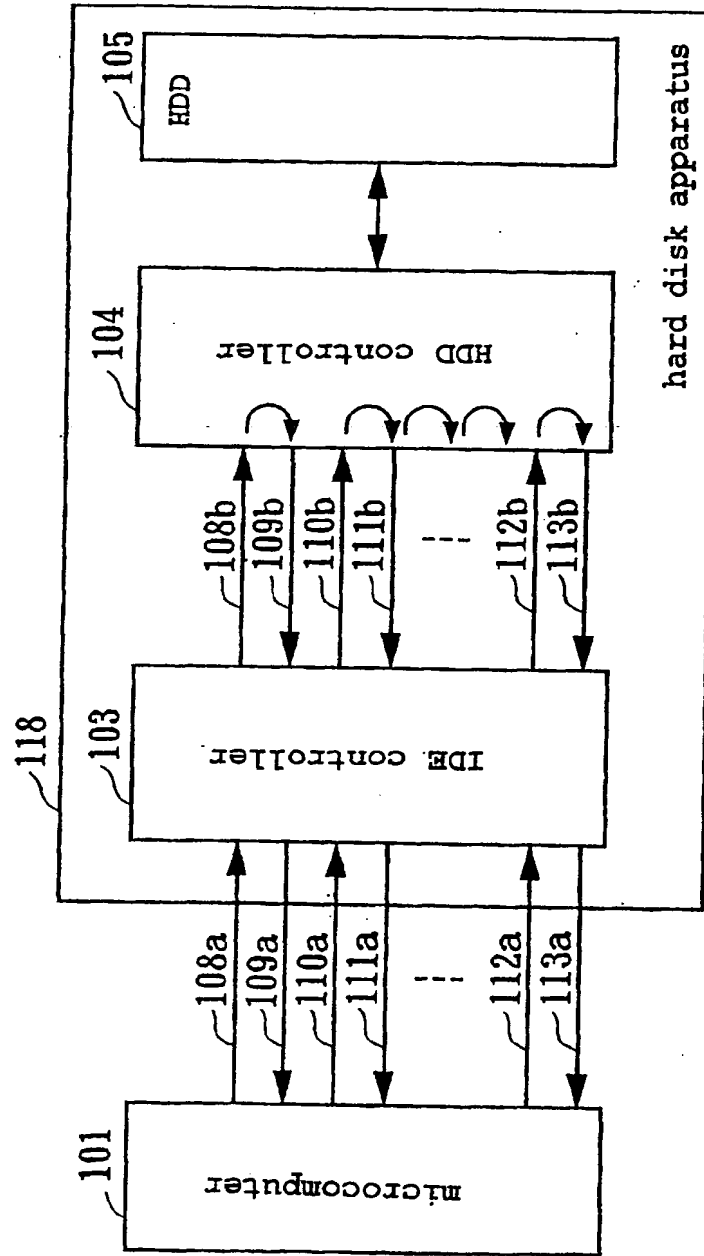 118
101
microcomputer
108a
109a
110a
111a
112a
113a
103
IDE controller
108b
109b
110b
111b
112b
113b
104
HDD controller
105
HDD
hard disk apparatus